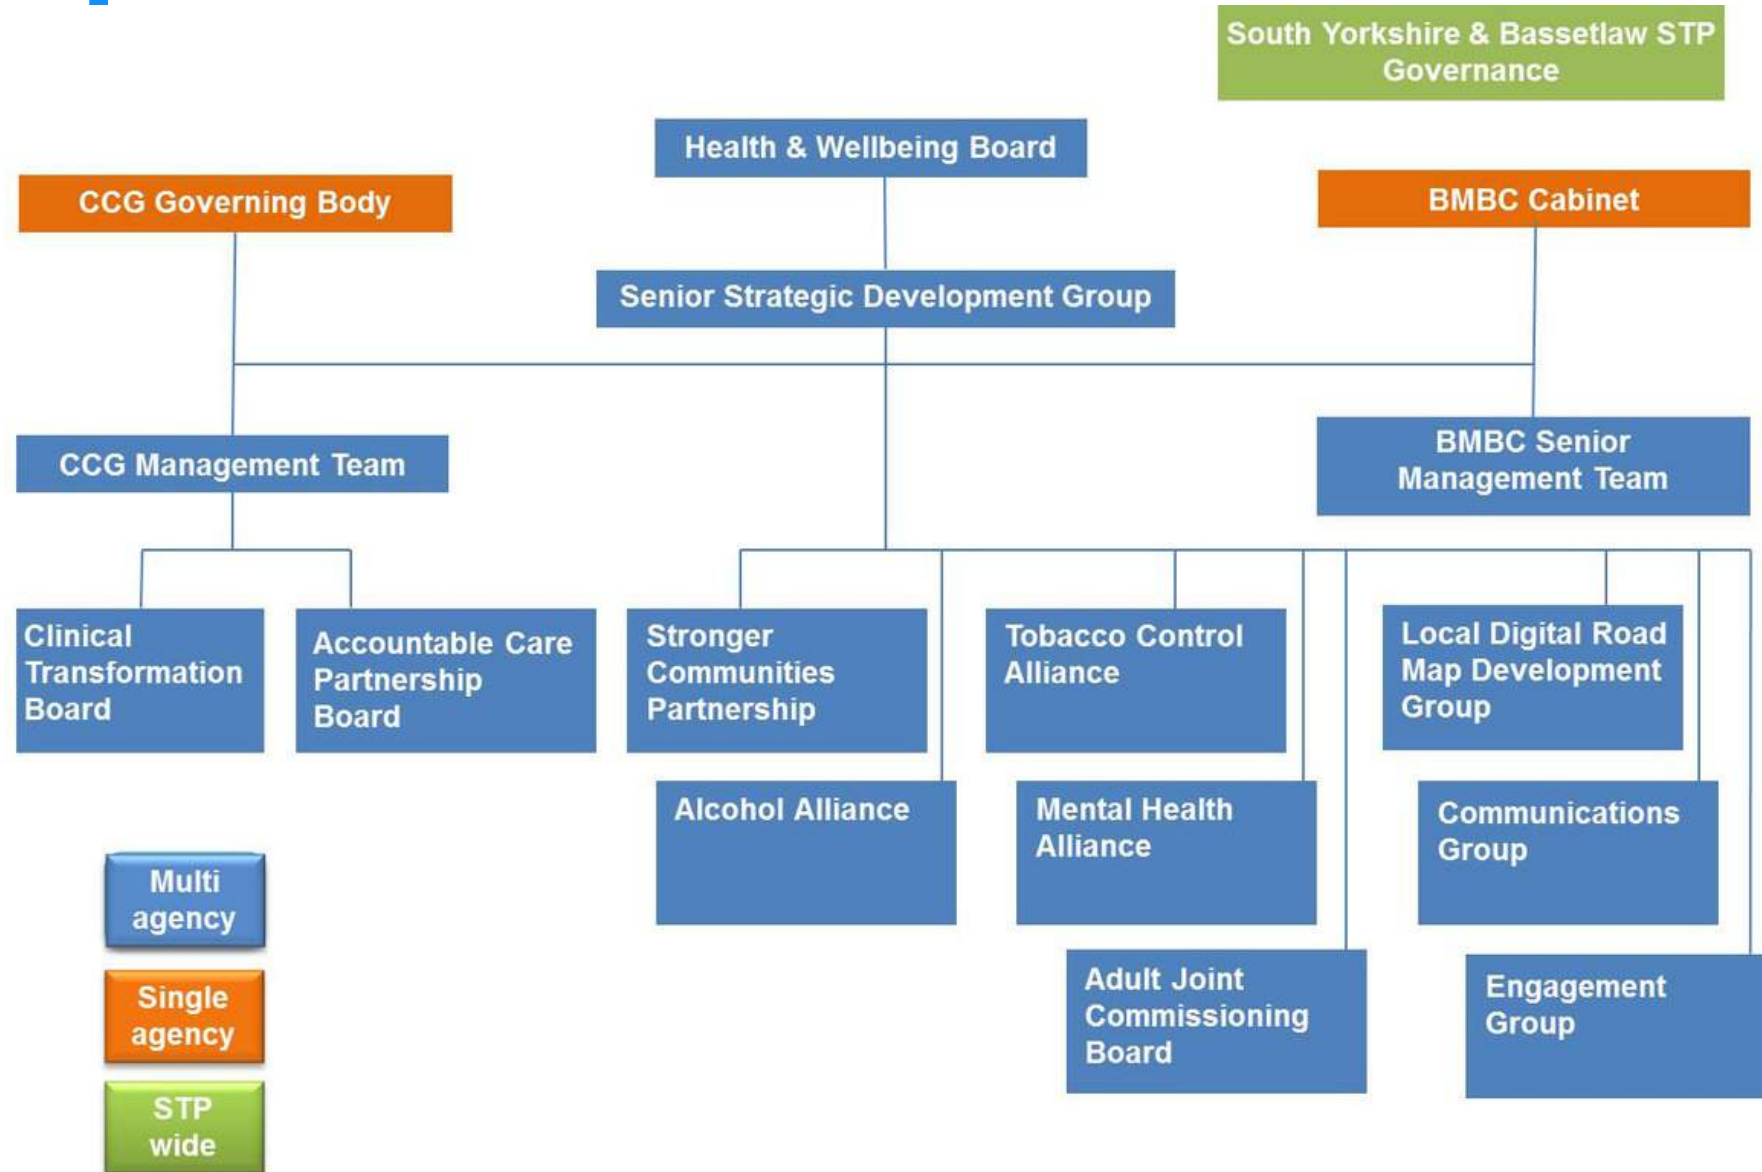 South Yorkshire & Bassetlaw STP
Governance
Health & Wellbeing Board
CCG Governing Body
BMBC Cabinet
Senior Strategic Development Group
CCG Management Team
BMBC Senior
Management Team
Clinical
Transformation
Board
Accountable Care
Partnership
Board
Stronger
Communities
Partnership
Tobacco Control
Alliance
Local Digital Road
Map Development
Group
Alcohol Alliance
Mental Health
Alliance
Communications
Group
Adult Joint
Commissioning
Board
Engagement
Group
Multi
agency
Single
agency
STP
wide